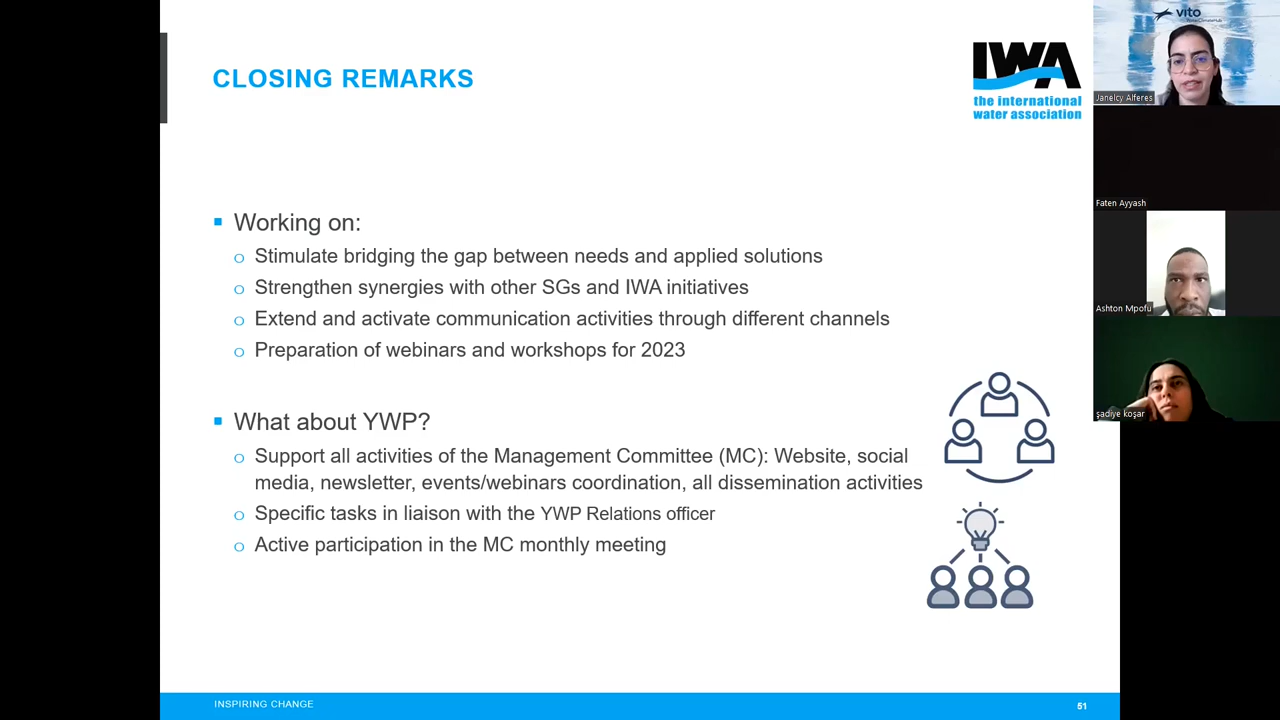 CLOSING REMARKS
IWA
the international
water association
Working on:
Stimulate bridging the gap between needs and applied solutions
Strengthen synergies with other SGs and IWA initiatives
Extend and activate communication activities through different channels
Preparation of webinars and workshops for 2023
What about YWP?
Support all activities of the Management Committee (MC): Website, social
media, newsletter, events/webinars coordination, all dissemination activities
Specific tasks in liaison with the YWP Relations officer
Active participation in the MC monthly meeting
INSPIRING CHANGE
51
vito
Janelcy Alferes
Faten Ayyash
Ashton Mpofu
şadiye koşar